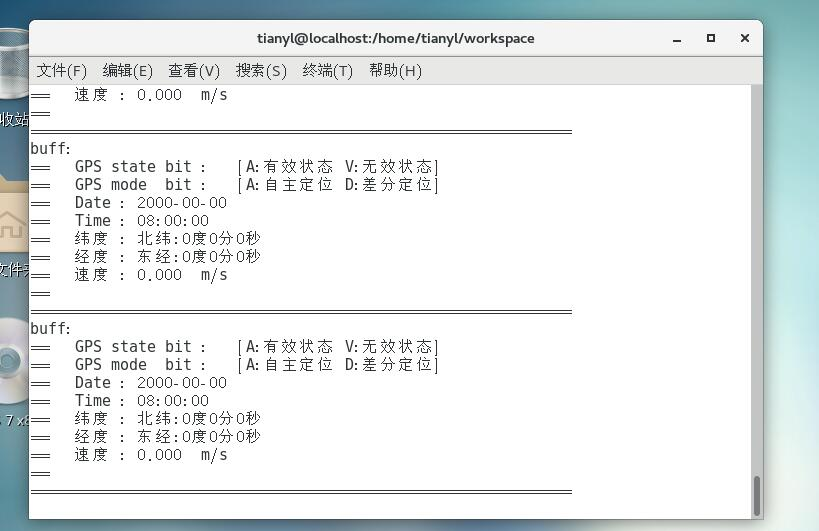 tianyl@localhost:/home/tianyl/workspace
文件(F) 编辑(E) 查看(V) 搜索(S) 终端(T) 帮助(H)
== 速度 : 0.000 m/s
==
buff:
== GPS state bit : [A:有效状态 V:无效状态]
== GPS mode bit : [A:自主定位 D:差分定位]
== Date : 2000-00-00
== Time : 08:00:00
== 纬度 : 北纬:0度0分0秒
== 经度 : 东经:0度0分0秒
== 速度 : 0.000 m/s
==
buff:
== GPS state bit : [A:有效状态 V:无效状态]
== GPS mode bit : [A:自主定位 D:差分定位]
== Date : 2000-00-00
== Time : 08:00:00
== 纬度 : 北纬:0度0分0秒
== 经度 : 东经:0度0分0秒
== 速度 : 0.000 m/s
==
收站
文件夹
7 x8